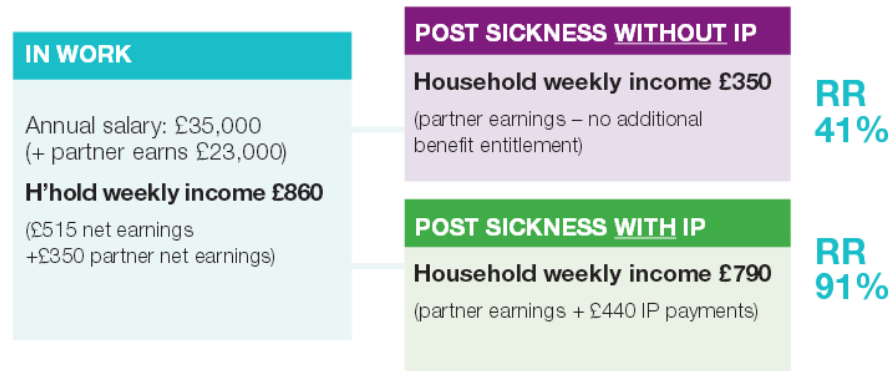 IN WORK
Annual salary: £35,000
(+ partner earns £23,000)
H'hold weekly income £860
(£515 net earnings
+£350 partner net earnings)
POST SICKNESS WITHOUT IP
Household weekly income £350
(partner earnings – no additional
benefit entitlement)
RR
41%
POST SICKNESS WITH IP
Household weekly income £790
(partner earnings + £440 IP payments)
RR
91%